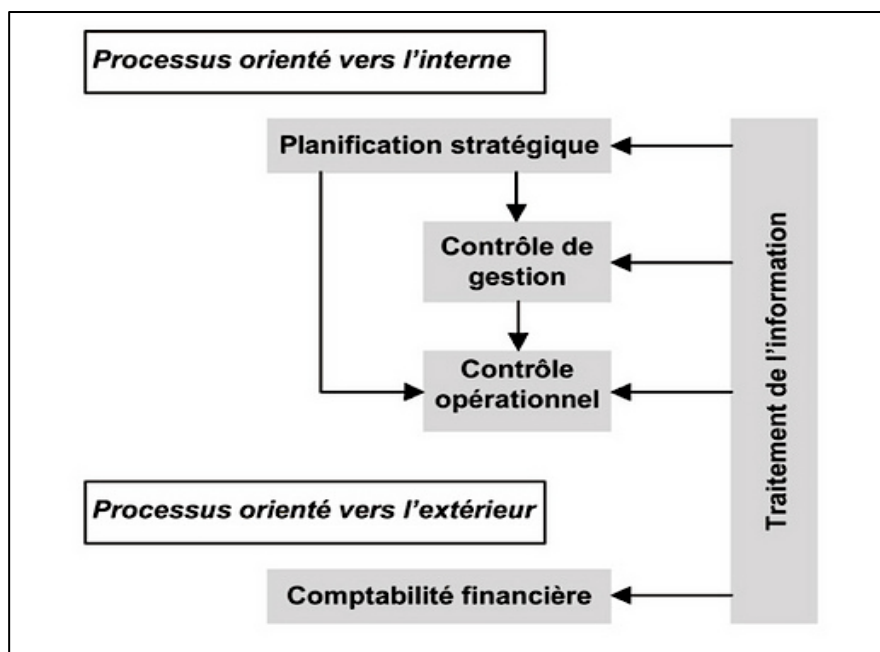 Processus orienté vers l'interne
Planification stratégique
Contrôle de
gestion
Contrôle
opérationnel
Traitement de l'information
Processus orienté vers l'extérieur
Comptabilité financière